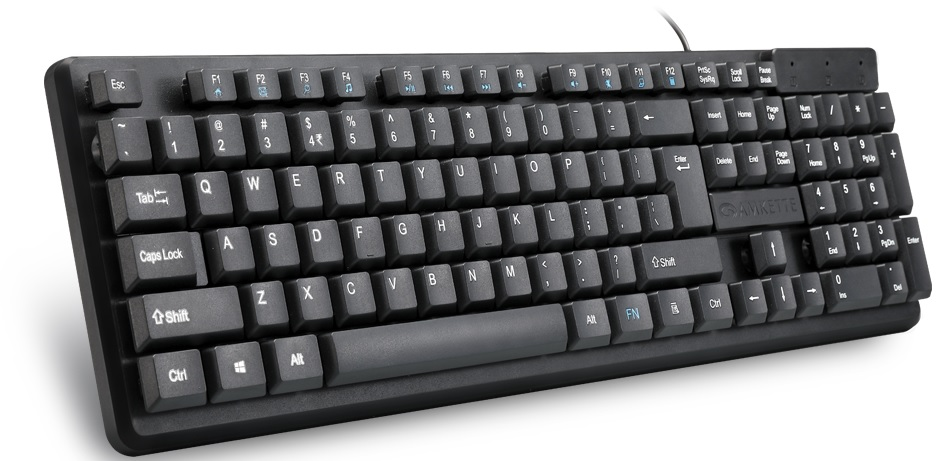 Esc F1 F2 F3 F4 F5 F6 F7 F8 F9 F10 F11 F12 PrtSc SysRq Scroll Lock Pause Break
~ ` ! 1 @ 2 # 3 $ 4 ₹ % 5 ^ 6 & 7 * 8 ( 9 ) 0 _ - + = ← Insert Home Page Up Num Lock / * -
Tab Q W E R T Y U I O P { [ } ] Enter Delete End Page Down 7 Home 8 ↑ 9 PgUp +
Caps Lock A S D F G H J K L : ; " ' | \ AMKETTE 4 ← 5 6 →
Shift Z X C V B N M < , > . ? / Shift ↑ 1 End 2 ↓ 3 PgDn Enter
Ctrl Alt Alt FN Ctrl ← ↓ → 0 Ins . Del